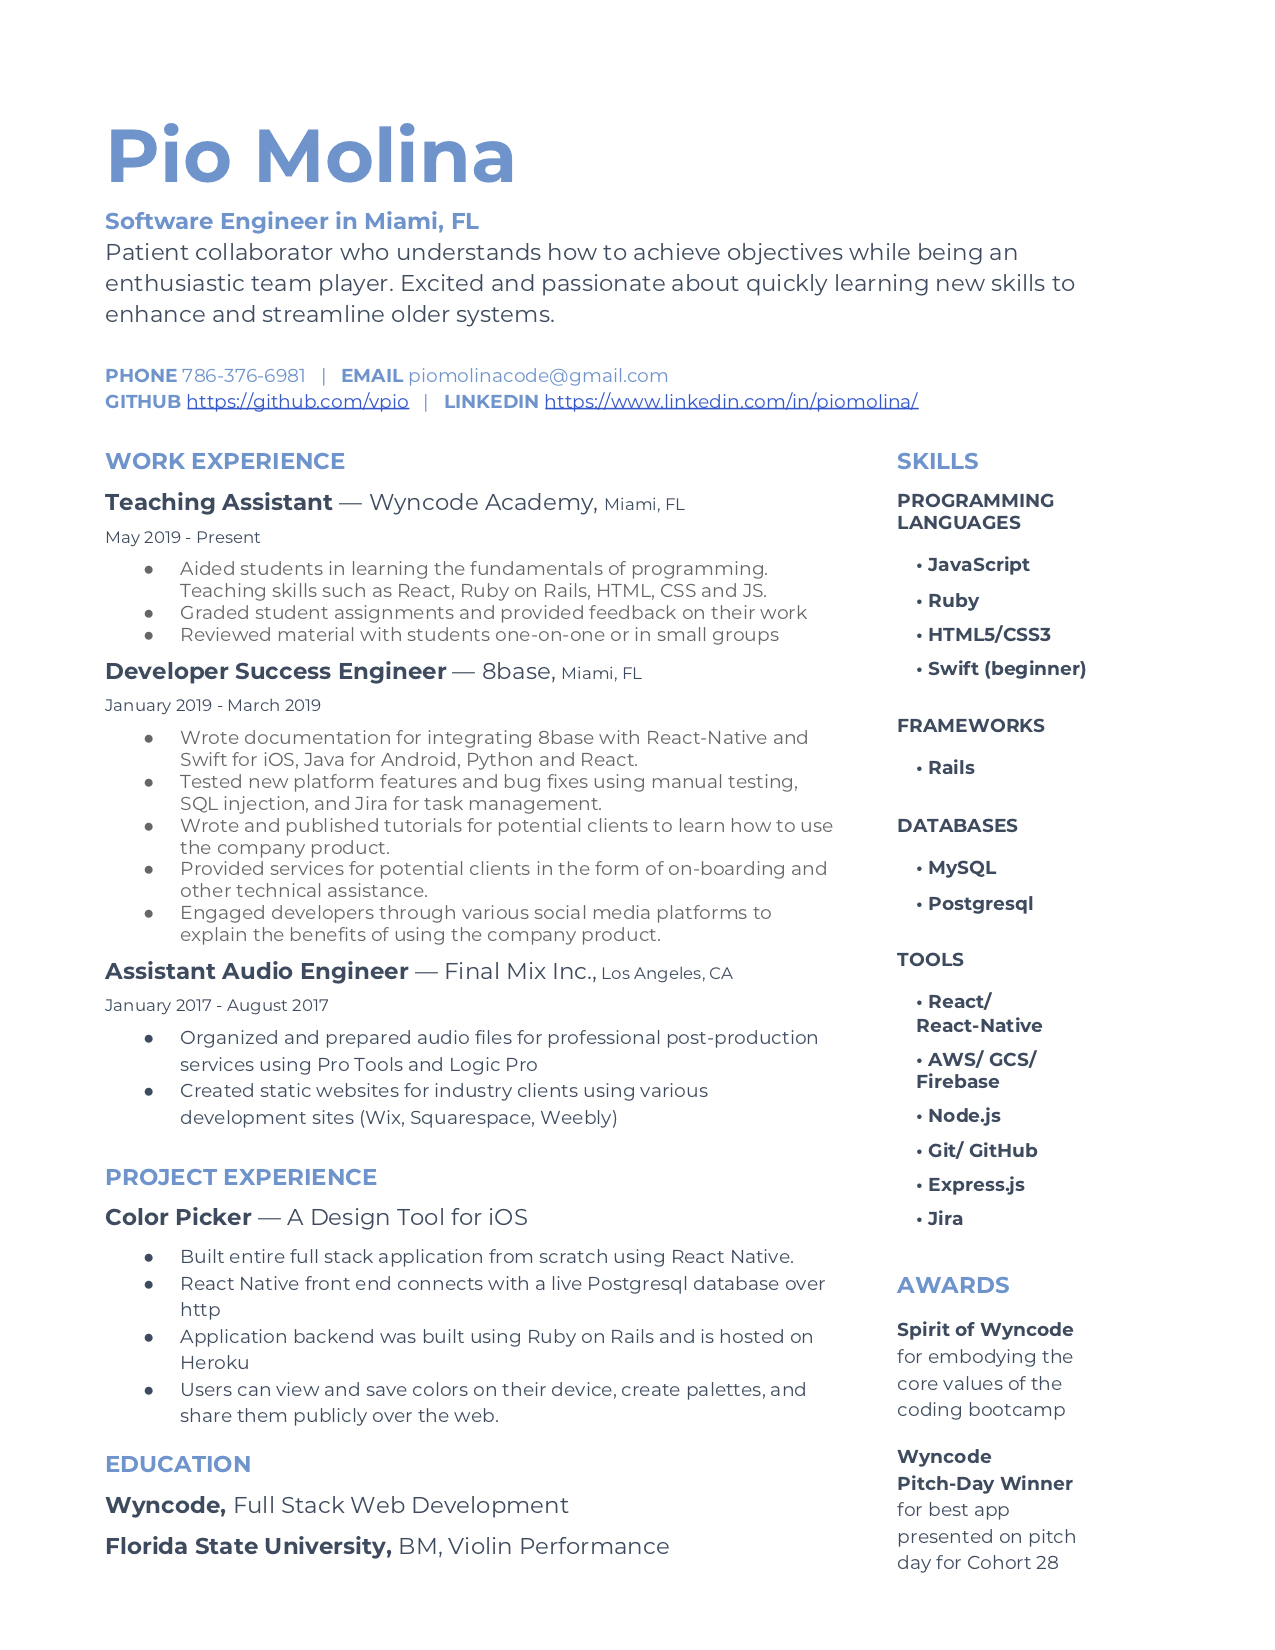 Pio Molina
Software Engineer in Miami, FL
Patient collaborator who understands how to achieve objectives while being an
enthusiastic team player. Excited and passionate about quickly learning new skills to
enhance and streamline older systems.
PHONE 786-376-6981 | EMAIL piomolinacode@gmail.com
GITHUB https://github.com/vpio | LINKEDIN https://www.linkedin.com/in/piomolina/
WORK EXPERIENCE
Teaching Assistant — Wyncode Academy, Miami, FL
May 2019 - Present
● Aided students in learning the fundamentals of programming.
Teaching skills such as React, Ruby on Rails, HTML, CSS and JS.
● Graded student assignments and provided feedback on their work
● Reviewed material with students one-on-one or in small groups
Developer Success Engineer — 8base, Miami, FL
January 2019 - March 2019
● Wrote documentation for integrating 8base with React-Native and
Swift for iOS, Java for Android, Python and React.
● Tested new platform features and bug fixes using manual testing,
SQL injection, and Jira for task management.
● Wrote and published tutorials for potential clients to learn how to use
the company product.
● Provided services for potential clients in the form of on-boarding and
other technical assistance.
● Engaged developers through various social media platforms to
explain the benefits of using the company product.
Assistant Audio Engineer — Final Mix Inc., Los Angeles, CA
January 2017 - August 2017
● Organized and prepared audio files for professional post-production
services using Pro Tools and Logic Pro
● Created static websites for industry clients using various
development sites (Wix, Squarespace, Weebly)
PROJECT EXPERIENCE
Color Picker — A Design Tool for iOS
● Built entire full stack application from scratch using React Native.
● React Native front end connects with a live Postgresql database over
http
● Application backend was built using Ruby on Rails and is hosted on
Heroku
● Users can view and save colors on their device, create palettes, and
share them publicly over the web.
EDUCATION
Wyncode, Full Stack Web Development
Florida State University, BM, Violin Performance
SKILLS
PROGRAMMING
LANGUAGES
• JavaScript
• Ruby
• HTML5/CSS3
• Swift (beginner)
FRAMEWORKS
• Rails
DATABASES
• MySQL
• Postgresql
TOOLS
• React/
React-Native
• AWS/ GCS/
Firebase
• Node.js
• Git/ GitHub
• Express.js
• Jira
AWARDS
Spirit of Wyncode
for embodying the
core values of the
coding bootcamp
Wyncode
Pitch-Day Winner
for best app
presented on pitch
day for Cohort 28